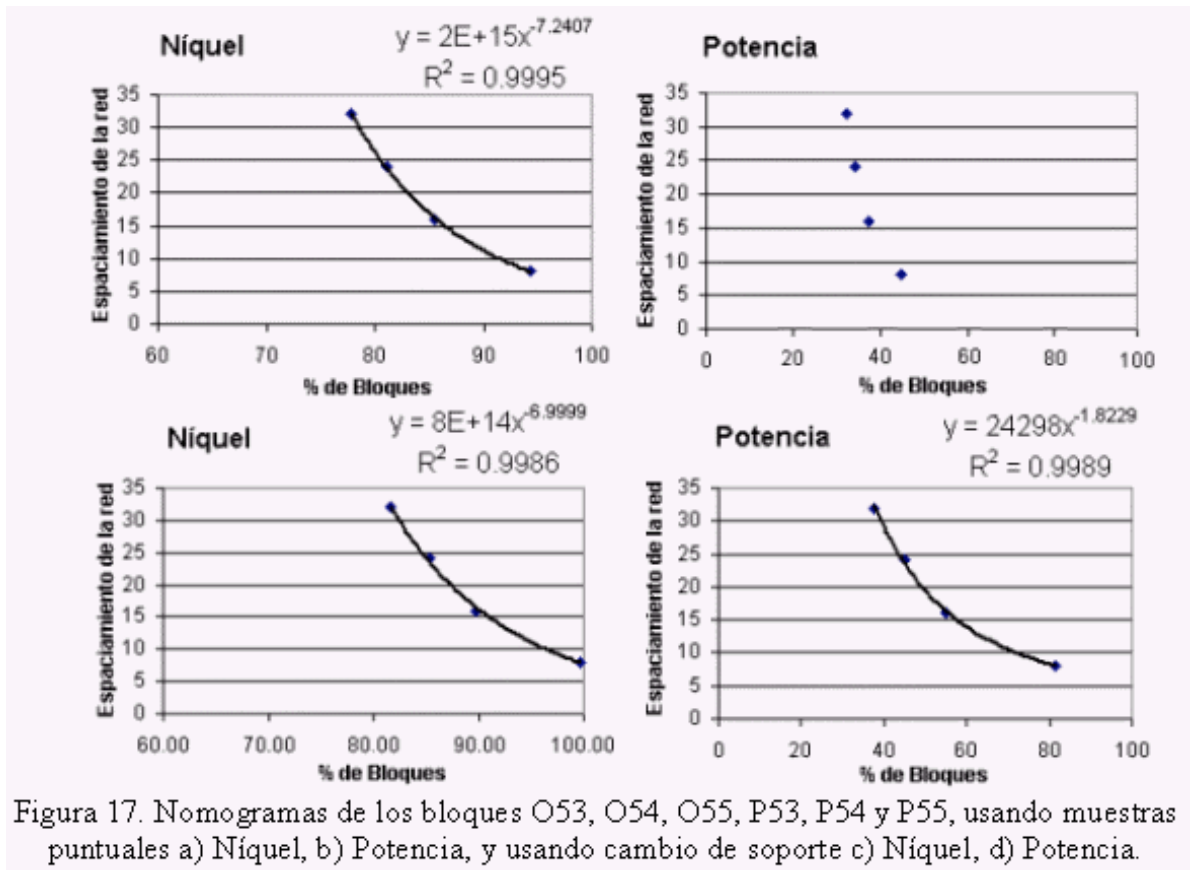 Níquel
y = 2E+15x^-7.2407
R² = 0.9995
Espaciamiento de la red
35
30
25
20
15
10
5
0
60 70 80 90 100
% de Bloques
Potencia
Espaciamiento de la red
35
30
25
20
15
10
5
0
0 20 40 60 80 100
% de Bloques
Níquel
y = 8E+14x^-6.9999
R² = 0.9986
Espaciamiento de la red
35
30
25
20
15
10
5
0
60.00 70.00 80.00 90.00 100.00
% de Bloques
Potencia
y = 24298x^-1.8229
R² = 0.9989
Espaciamiento de la red
35
30
25
20
15
10
5
0
0 20 40 60 80 100
% de Bloques
Figura 17. Nomogramas de los bloques O53, O54, O55, P53, P54 y P55, usando muestras
puntuales a) Níquel, b) Potencia, y usando cambio de soporte c) Níquel, d) Potencia.